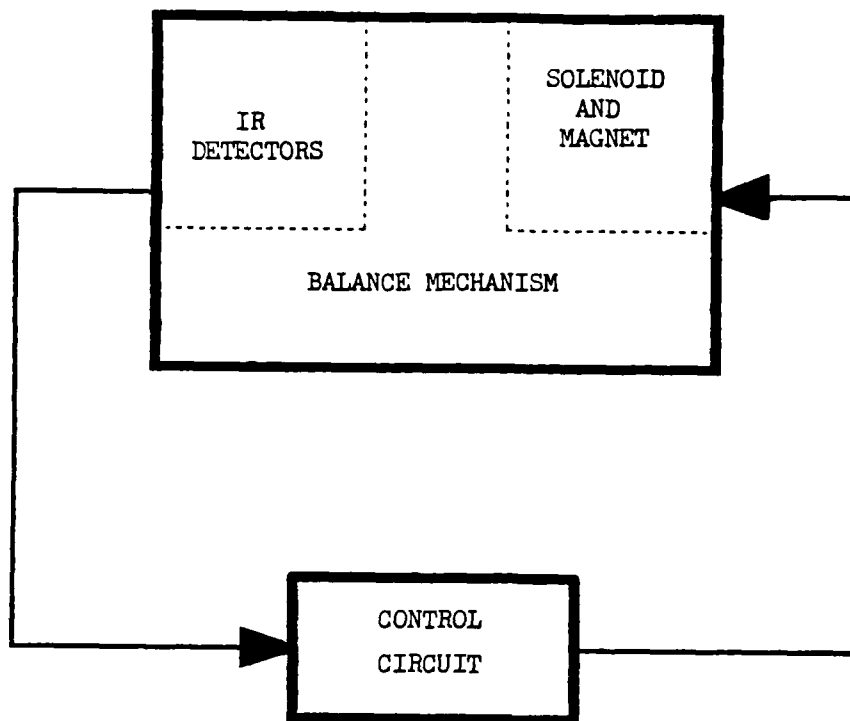 IR
DETECTORS
SOLENOID
AND
MAGNET
BALANCE MECHANISM
CONTROL
CIRCUIT